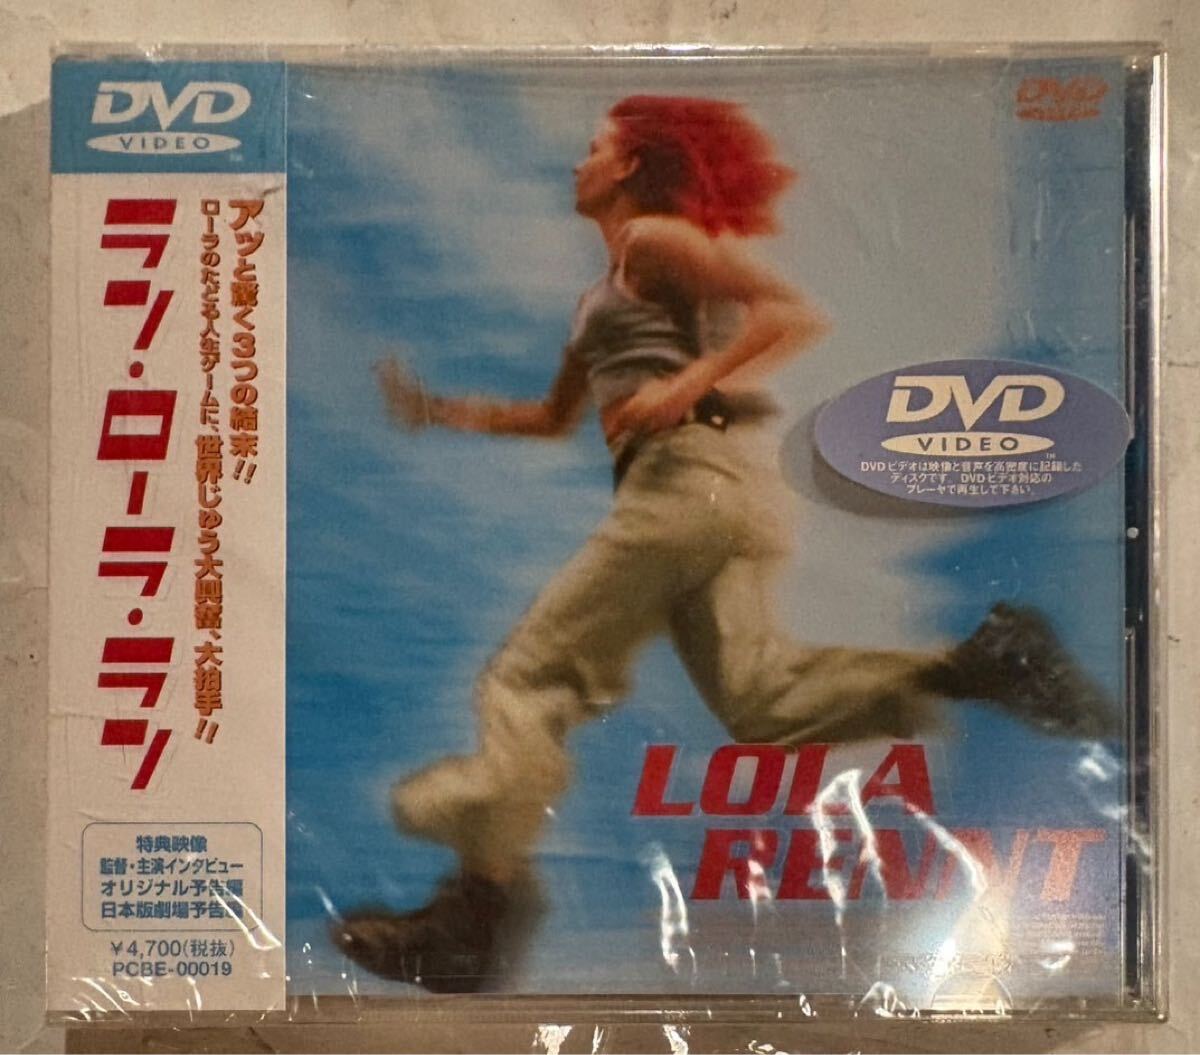 DVD
VIDEO
TM
ラン・ローラ・ラン
アッと驚く3つの結末!!
ローラのたどる人生ゲームに、世界じゅう大興奮、大拍手!!
特典映像
監督・主演インタビュー
オリジナル予告編
日本版劇場予告編
¥4,700(税抜)
PCBE-00019
DVD
DVD
VIDEO
TM
DVDビデオは映像と音声を高密度に記録した
ディスクです。DVDビデオ対応の
プレーヤで再生して下さい。
LOLA
RENNT